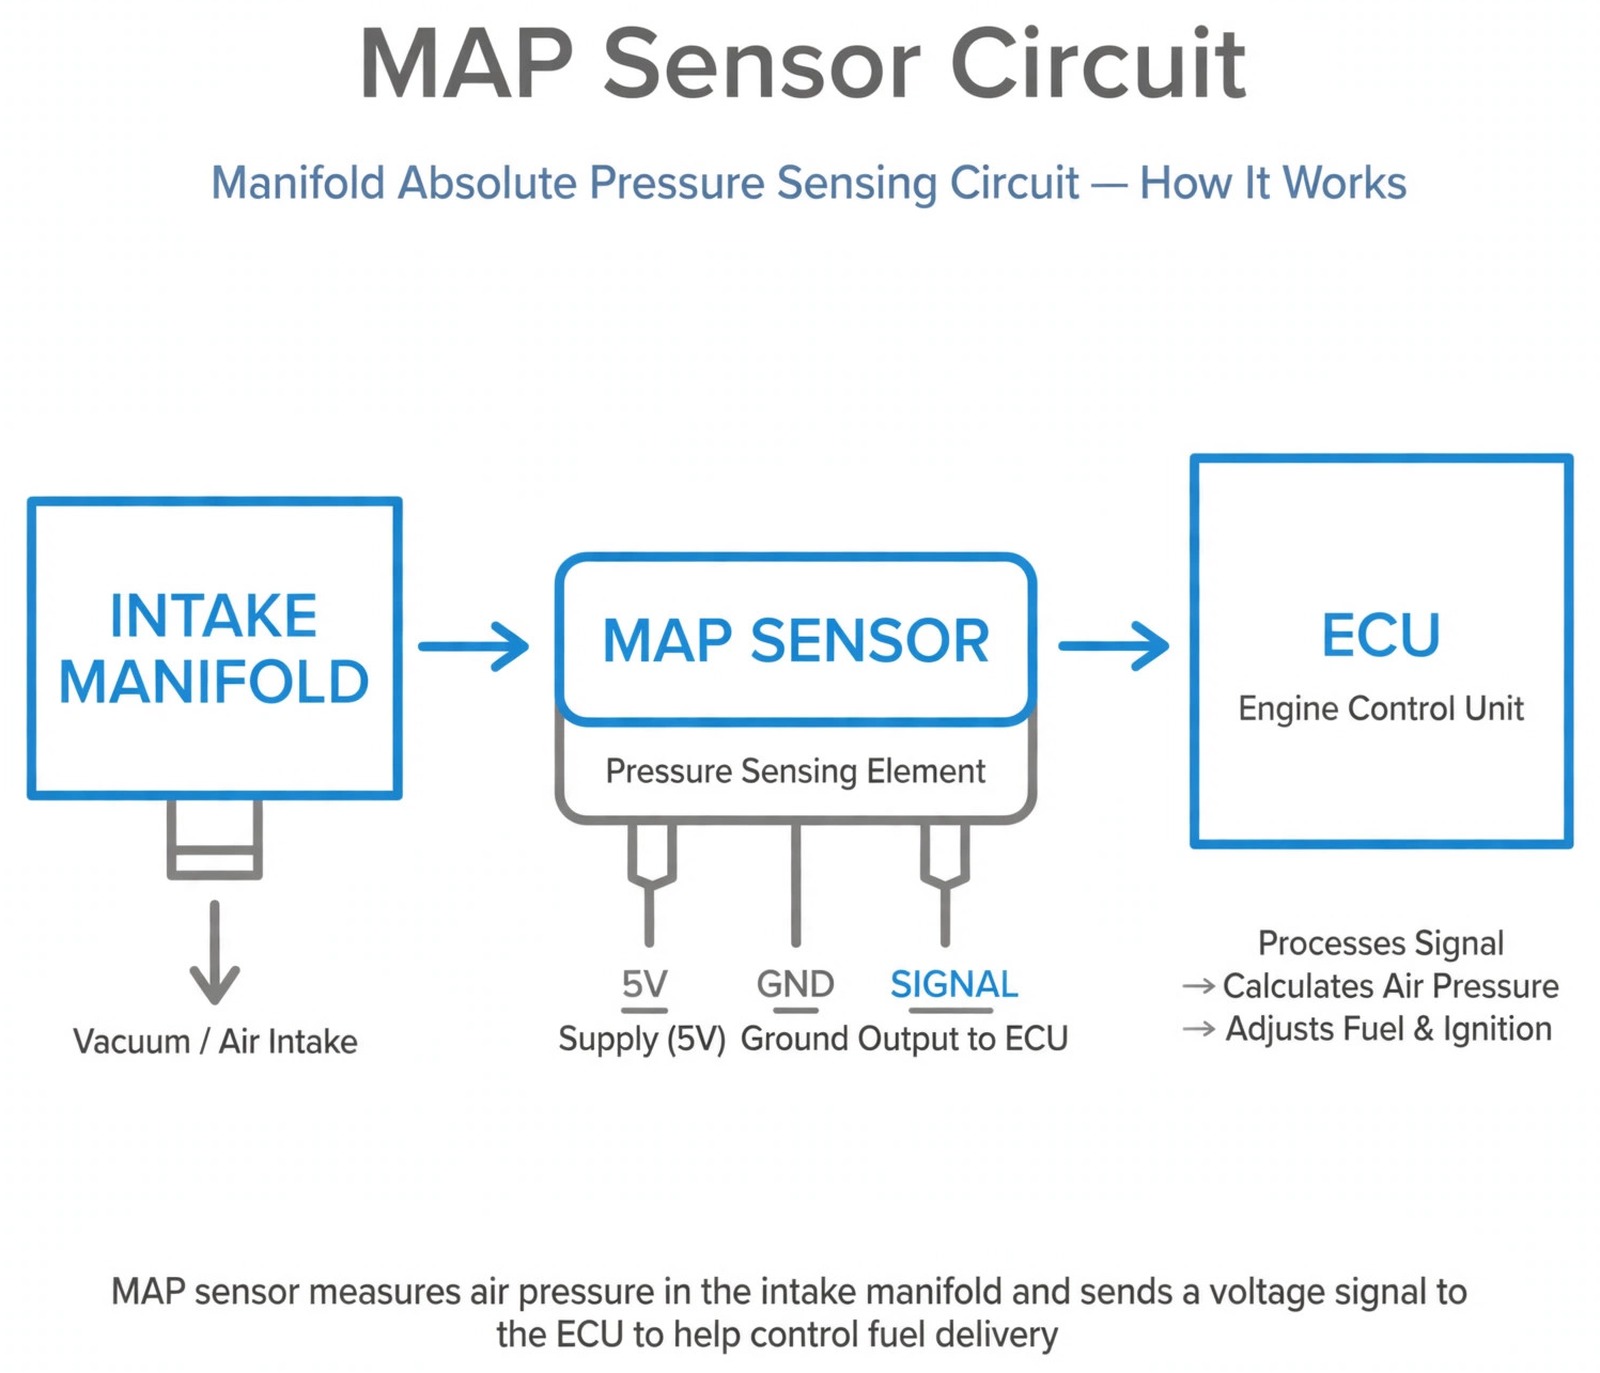 MAP Sensor Circuit
Manifold Absolute Pressure Sensing Circuit — How It Works
INTAKE
MANIFOLD
Vacuum / Air Intake
MAP SENSOR
Pressure Sensing Element
5V
GND
SIGNAL
Supply (5V)
Ground
Output to ECU
ECU
Engine Control Unit
Processes Signal
→ Calculates Air Pressure
→ Adjusts Fuel & Ignition
MAP sensor measures air pressure in the intake manifold and sends a voltage signal to
the ECU to help control fuel delivery